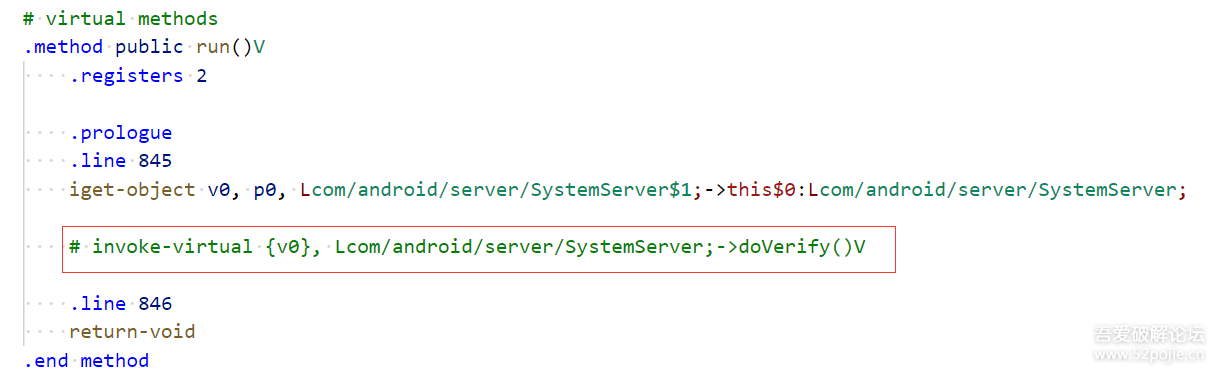 # virtual methods
.method public run()V
.registers 2
.prologue
.line 845
iget-object v0, p0, Lcom/android/server/SystemServer$1;->this$0:Lcom/android/server/SystemServer;
# invoke-virtual {v0}, Lcom/android/server/SystemServer;->doVerify()V
.line 846
return-void
.end method
吾爱破解论坛
www.52pojie.cn